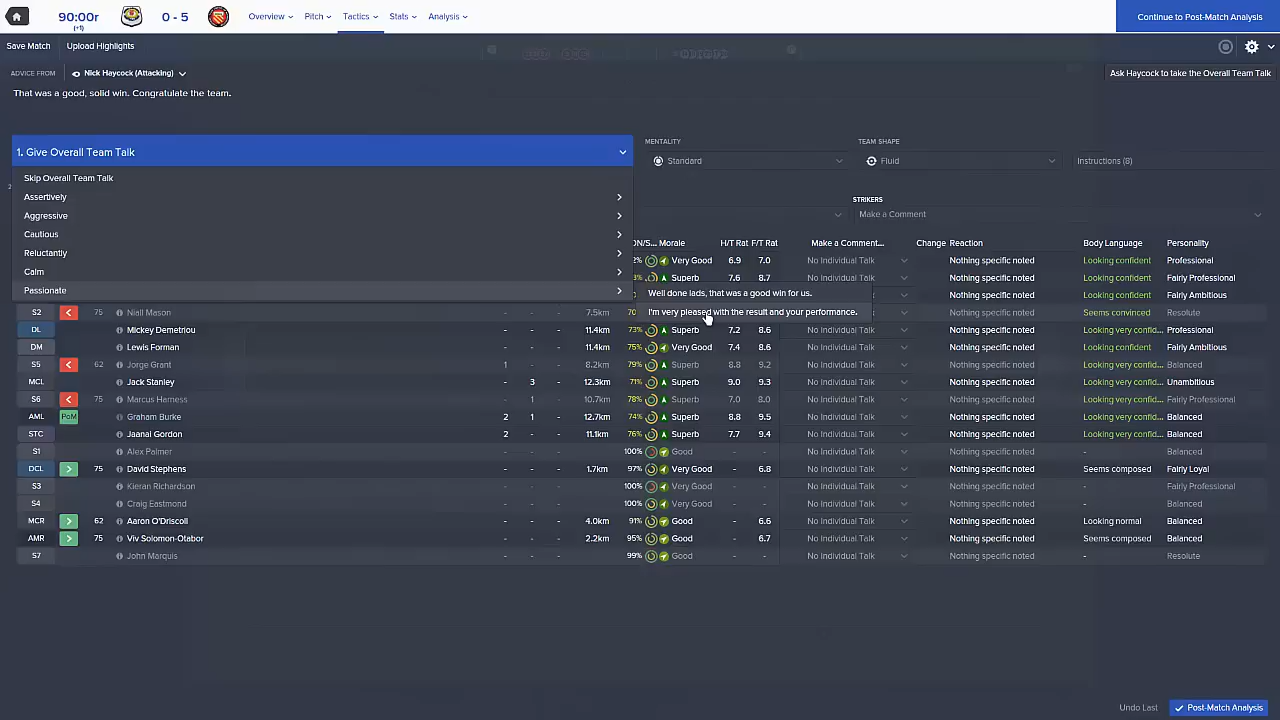 90:00r
(+1)
0 - 5
Overview
Pitch
Tactics
Stats
Analysis
Continue to Post-Match Analysis
Save Match
Upload Highlights
ADVICE FROM
Nick Haycock (Attacking)
Ask Haycock to take the Overall Team Talk
That was a good, solid win. Congratulate the team.
1. Give Overall Team Talk
MENTALITY
TEAM SHAPE
Standard
Fluid
Instructions (8)
Skip Overall Team Talk
Assertively
Aggressive
Cautious
Reluctantly
Calm
Passionate
STRIKERS
Make a Comment
Well done lads, that was a good win for us.
I'm very pleased with the result and your performance.
Morale H/T Rat F/T Rat Make a Comment... Change Reaction Body Language Personality
Very Good 6.9 7.0 No Individual Talk Nothing specific noted Looking confident Professional
Superb 7.6 8.7 No Individual Talk Nothing specific noted Looking confident Fairly Professional
Looking confident Fairly Ambitious
S2 75 Niall Mason - - - 7.5km Seems convinced Resolute
DL Mickey Demetriou - - - 11.4km 73% Superb 7.2 8.6 No Individual Talk Nothing specific noted Looking confident Professional
DM Lewis Forman - - - 11.4km 75% Very Good 7.4 8.6 No Individual Talk Nothing specific noted Looking confident Fairly Ambitious
S5 62 Jorge Grant 1 - - 8.2km 79% Superb 8.8 9.2 No Individual Talk Nothing specific noted Looking very confid... Balanced
MCL Jack Stanley - 3 - 12.3km 71% Superb 9.0 9.3 No Individual Talk Nothing specific noted Looking very confid... Unambitious
S6 75 Marcus Harness - 1 - 10.7km 78% Superb 7.0 8.0 No Individual Talk Nothing specific noted Looking very confid... Fairly Professional
AML PoM Graham Burke 2 1 - 12.7km 74% Superb 8.8 9.5 No Individual Talk Nothing specific noted Looking very confid... Balanced
STC Jaanai Gordon 2 - - 11.1km 76% Superb 7.7 9.4 No Individual Talk Nothing specific noted Looking very confid... Balanced
S1 Alex Palmer - - - 100% Good - - No Individual Talk Nothing specific noted - Balanced
DCL 75 David Stephens - - - 1.7km 97% Very Good - 6.8 No Individual Talk Nothing specific noted Seems composed Fairly Loyal
S3 Kieran Richardson - - - 100% Very Good - - No Individual Talk Nothing specific noted - Fairly Professional
S4 Craig Eastmond - - - 100% Very Good - - No Individual Talk Nothing specific noted - Balanced
MCR 62 Aaron O'Driscoll - - - 4.0km 91% Good - 6.6 No Individual Talk Nothing specific noted Looking normal Balanced
AMR 75 Viv Solomon-Otabor - - - 2.2km 95% Good - 6.7 No Individual Talk Nothing specific noted Seems composed Balanced
S7 John Marquis - - - 99% Good - - No Individual Talk Nothing specific noted - Resolute
Undo Last
Post-Match Analysis